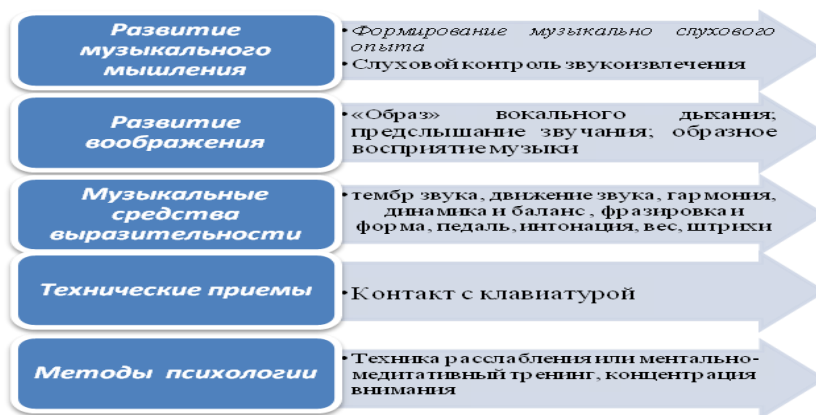 Развитие
музыкального
мышления
•Формирование музыкально слухового
опыта
•Слуховой контроль звукоизвлечения
Развитие
воображения
•«Образ» вокального дыхания;
предслышание звучания; образное
восприятие музыки
Музыкальные
средства
выразительности
•тембр звука, движение звука, гармония,
динамика и баланс , фразировка и
форма, педаль, интонация, вес, штрихи
Технические приемы
•Контакт с клавиатурой
Методы психологии
•Техника расслабления или ментально-
медитативный тренинг, концентрация
внимания